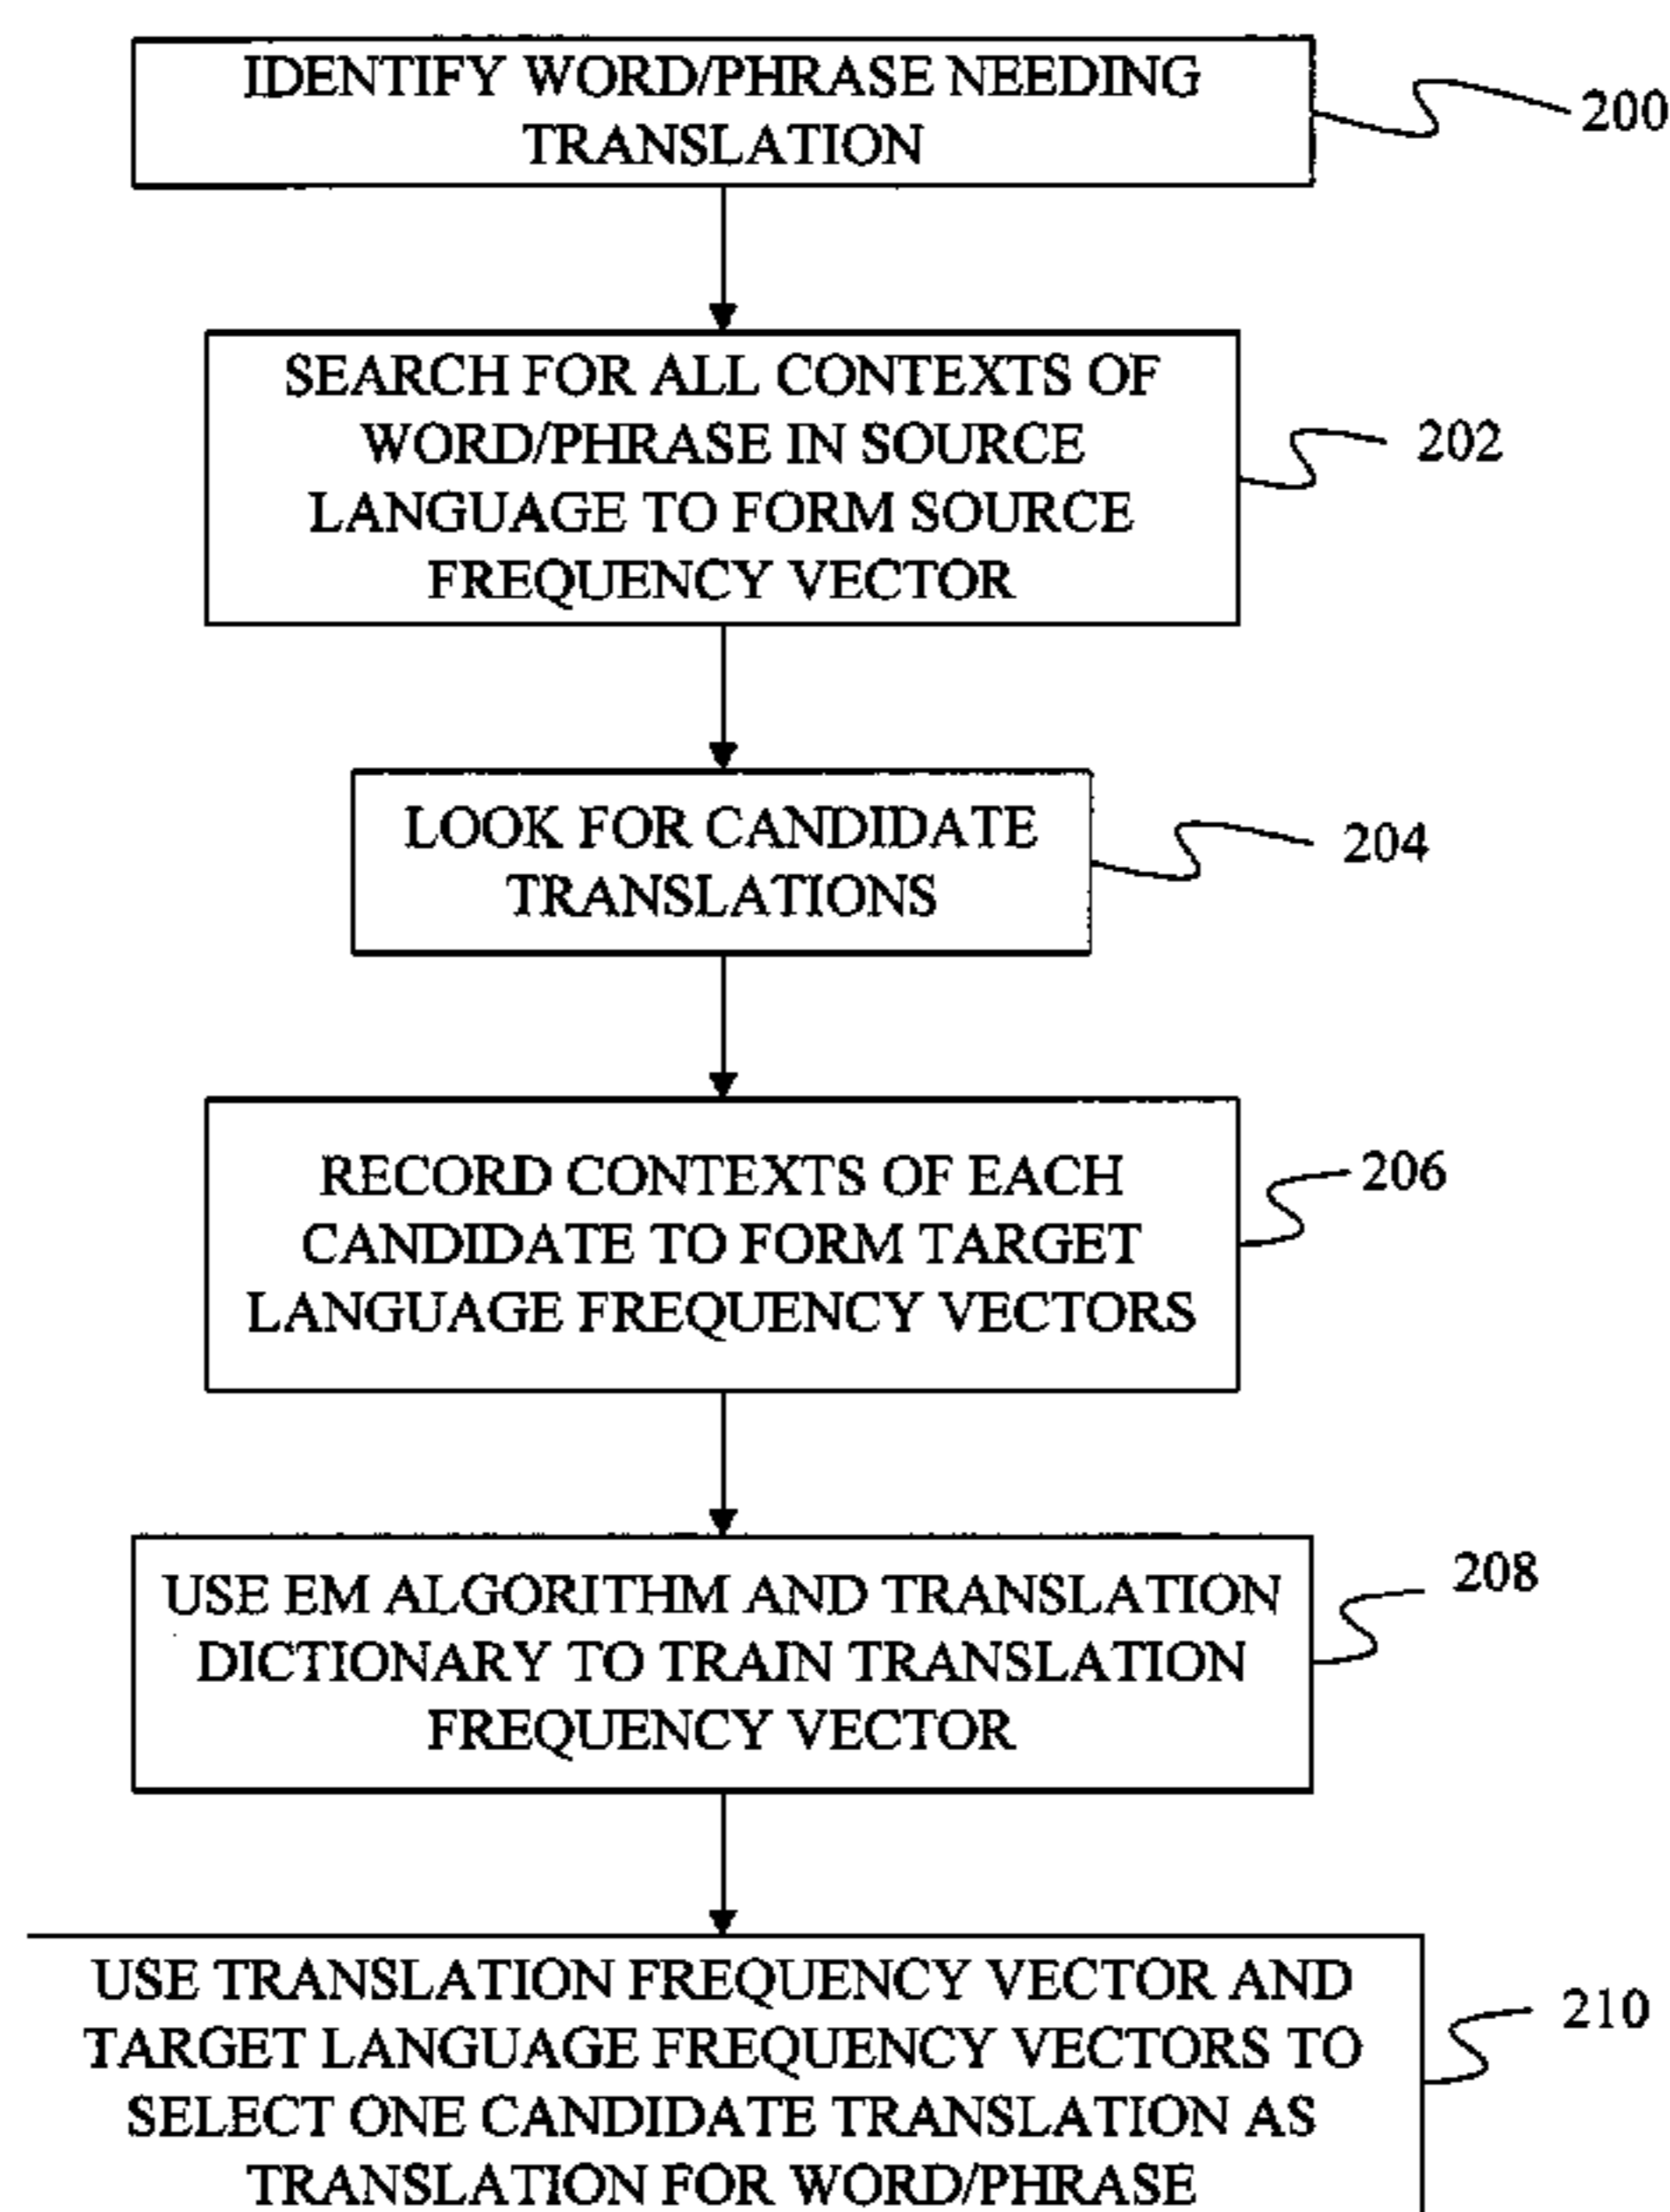 IDENTIFY WORD/PHRASE NEEDING
TRANSLATION
200
SEARCH FOR ALL CONTEXTS OF
WORD/PHRASE IN SOURCE
LANGUAGE TO FORM SOURCE
FREQUENCY VECTOR
202
LOOK FOR CANDIDATE
TRANSLATIONS
204
RECORD CONTEXTS OF EACH
CANDIDATE TO FORM TARGET
LANGUAGE FREQUENCY VECTORS
206
USE EM ALGORITHM AND TRANSLATION
DICTIONARY TO TRAIN TRANSLATION
FREQUENCY VECTOR
208
USE TRANSLATION FREQUENCY VECTOR AND
TARGET LANGUAGE FREQUENCY VECTORS TO
SELECT ONE CANDIDATE TRANSLATION AS
TRANSLATION FOR WORD/PHRASE
210